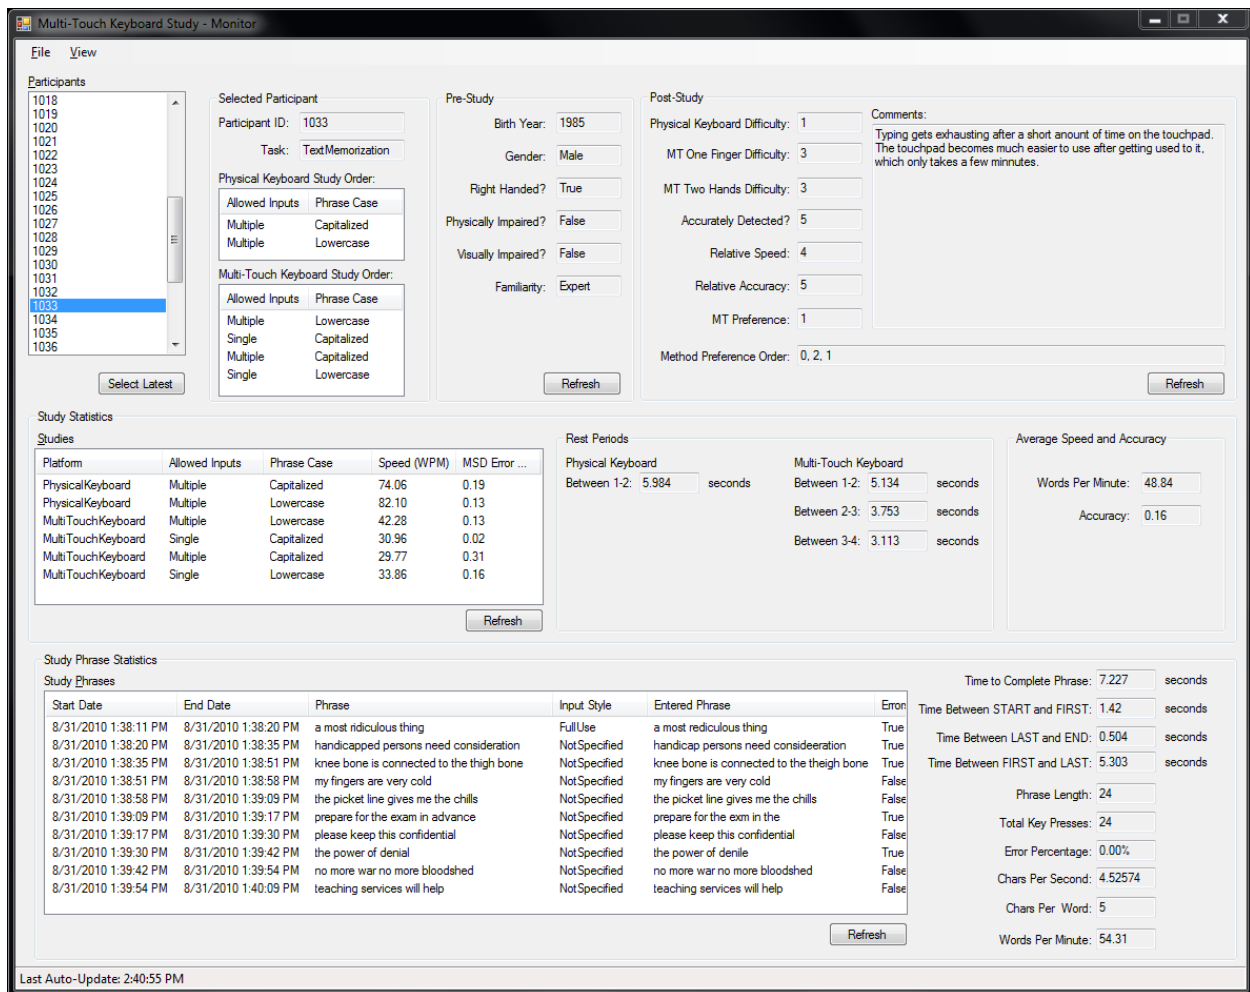 Multi-Touch Keyboard Study - Monitor
File View
Participants
1018
1019
1020
1021
1022
1023
1024
1025
1026
1027
1028
1029
1030
1031
1032
1033
1034
1035
1036
Select Latest
Selected Participant
Participant ID: 1033
Task: TextMemorization
Physical Keyboard Study Order:
Allowed Inputs Phrase Case
Multiple Capitalized
Multiple Lowercase
Multi-Touch Keyboard Study Order:
Allowed Inputs Phrase Case
Multiple Lowercase
Single Capitalized
Multiple Capitalized
Single Lowercase
Pre-Study
Birth Year: 1985
Gender: Male
Right Handed? True
Physically Impaired? False
Visually Impaired? False
Familiarity: Expert
Refresh
Post-Study
Physical Keyboard Difficulty: 1
MT One Finger Difficulty: 3
MT Two Hands Difficulty: 3
Accurately Detected? 5
Relative Speed: 4
Relative Accuracy: 5
MT Preference: 1
Method Preference Order: 0, 2, 1
Comments:
Typing gets exhausting after a short anount of time on the touchpad.
The touchpad becomes much easier to use after getting used to it,
which only takes a few minnutes.
Refresh
Study Statistics
Studies
Platform Allowed Inputs Phrase Case Speed (WPM) MSD Error ...
PhysicalKeyboard Multiple Capitalized 74.06 0.19
PhysicalKeyboard Multiple Lowercase 82.10 0.13
MultiTouchKeyboard Multiple Lowercase 42.28 0.13
MultiTouchKeyboard Single Capitalized 30.96 0.02
MultiTouchKeyboard Multiple Capitalized 29.77 0.31
MultiTouchKeyboard Single Lowercase 33.86 0.16
Refresh
Rest Periods
Physical Keyboard
Between 1-2: 5.984 seconds
Multi-Touch Keyboard
Between 1-2: 5.134 seconds
Between 2-3: 3.753 seconds
Between 3-4: 3.113 seconds
Average Speed and Accuracy
Words Per Minute: 48.84
Accuracy: 0.16
Study Phrase Statistics
Study Phrases
Start Date End Date Phrase Input Style Entered Phrase Erron
8/31/2010 1:38:11 PM 8/31/2010 1:38:20 PM a most ridiculous thing FullUse a most rediculous thing True
8/31/2010 1:38:20 PM 8/31/2010 1:38:35 PM handicapped persons need consideration NotSpecified handicap persons need consideeration True
8/31/2010 1:38:35 PM 8/31/2010 1:38:51 PM knee bone is connected to the thigh bone NotSpecified knee bone is connected to the theigh bone True
8/31/2010 1:38:51 PM 8/31/2010 1:38:58 PM my fingers are very cold NotSpecified my fingers are very cold False
8/31/2010 1:38:58 PM 8/31/2010 1:39:09 PM the picket line gives me the chills NotSpecified the picket line gives me the chills False
8/31/2010 1:39:09 PM 8/31/2010 1:39:17 PM prepare for the exam in advance NotSpecified prepare for the exm in the True
8/31/2010 1:39:17 PM 8/31/2010 1:39:30 PM please keep this confidential NotSpecified please keep this confidential False
8/31/2010 1:39:30 PM 8/31/2010 1:39:42 PM the power of denial NotSpecified the power of denile True
8/31/2010 1:39:42 PM 8/31/2010 1:39:54 PM no more war no more bloodshed NotSpecified no more war no more bloodshed False
8/31/2010 1:39:54 PM 8/31/2010 1:40:09 PM teaching services will help NotSpecified teaching services will help False
Refresh
Time to Complete Phrase: 7.227 seconds
Time Between START and FIRST: 1.42 seconds
Time Between LAST and END: 0.504 seconds
Time Between FIRST and LAST: 5.303 seconds
Phrase Length: 24
Total Key Presses: 24
Error Percentage: 0.00%
Chars Per Second: 4.52574
Chars Per Word: 5
Words Per Minute: 54.31
Last Auto-Update: 2:40:55 PM